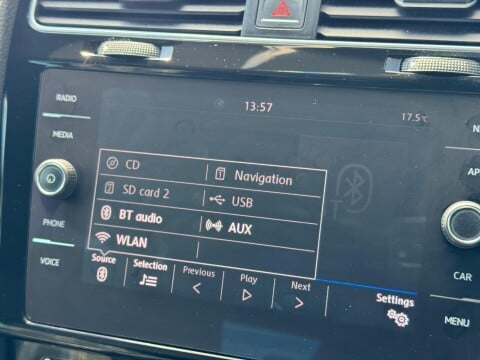 13:57
17.5°C
RADIO
MEDIA
PHONE
VOICE
CD
Navigation
SD card 2
USB
BT audio
AUX
WLAN
Source
Selection
Previous
Play
Next
Settings
CAR
MENU